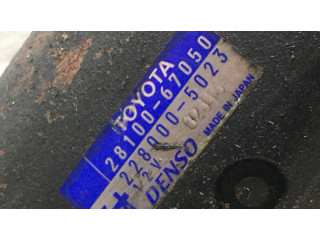 TOYOTA
28100-67050
228000-5023
12V
DENSO
MADE IN JAPAN